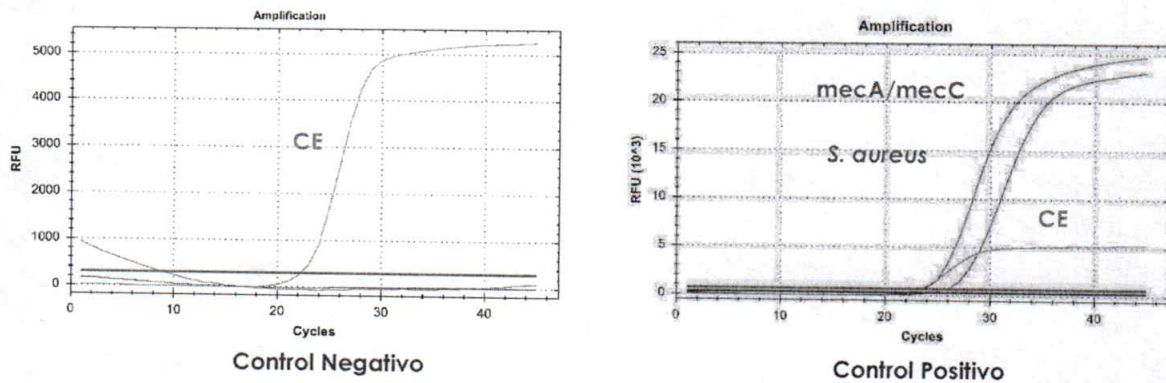 Amplification
5000
4000
3000
2000
1000
0
RFU
CE
0 10 20 30 40
Cycles
Control Negativo
Amplification
25
20
15
10
5
0
RFU (10^3)
mecA/mecC
S. aureus
CE
0 10 20 30 40
Cycles
Control Positivo